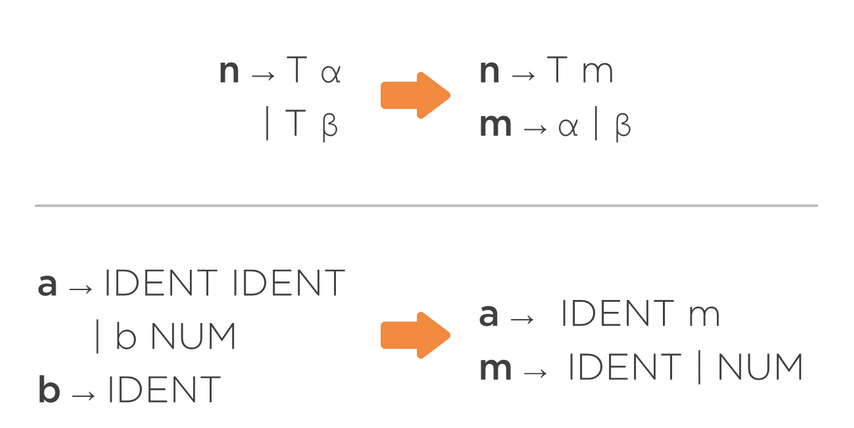 n → T α
| T β
n → T m
m → α | β
a → IDENT IDENT
| b NUM
b → IDENT
a → IDENT m
m → IDENT | NUM